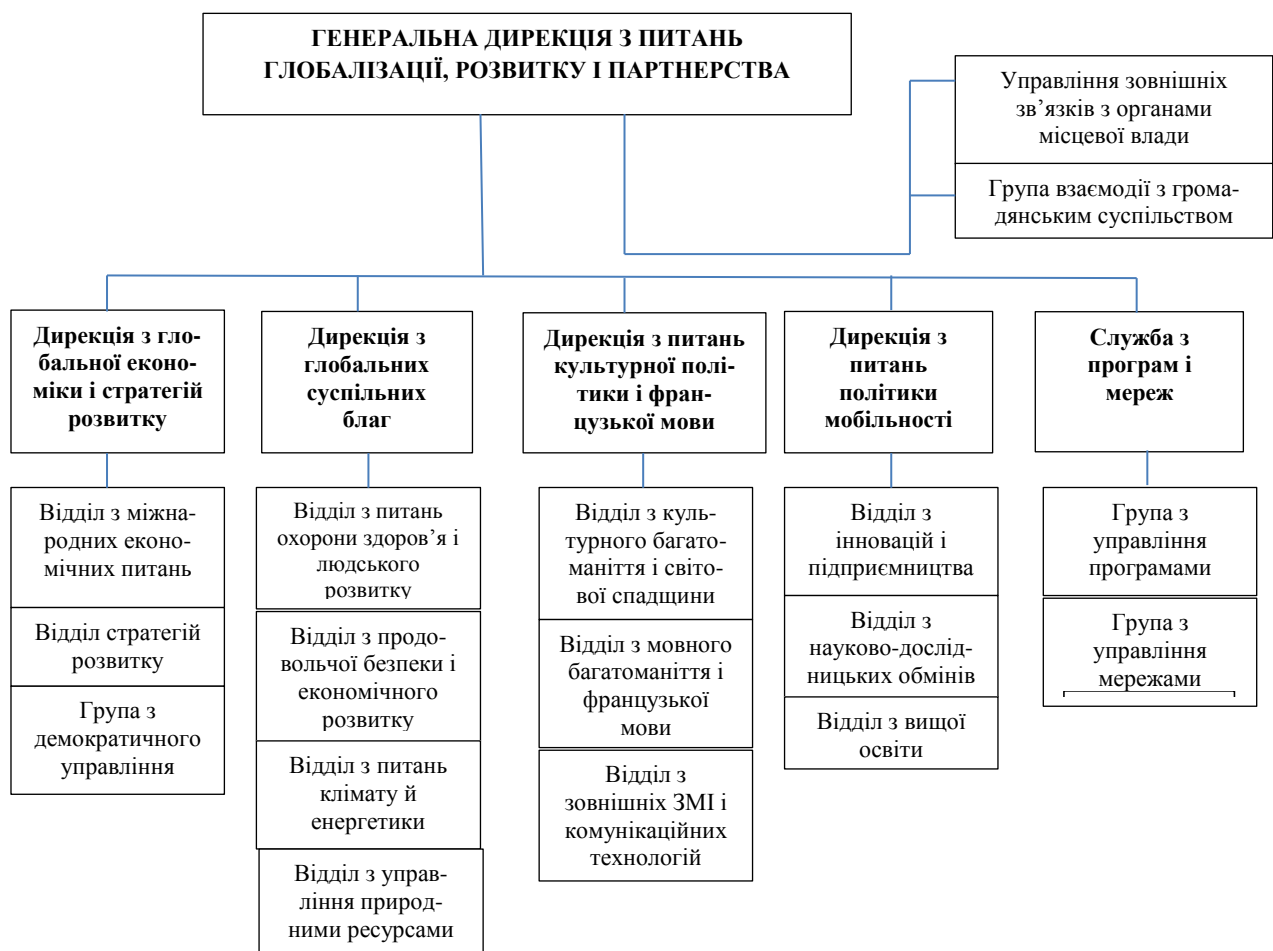 ГЕНЕРАЛЬНА ДИРЕКЦІЯ З ПИТАНЬ
ГЛОБАЛІЗАЦІЇ, РОЗВИТКУ І ПАРТНЕРСТВА
Управління зовнішніх
зв’язків з органами
місцевої влади
Група взаємодії з грома-
дянським суспільством
Дирекція з гло-
бальної еконо-
міки і стратегій
розвитку
Відділ з міжна-
родних еконо-
мічних питань
Відділ стратегій
розвитку
Група з
демократичного
управління
Дирекція з
глобальних
суспільних
благ
Відділ з питань
охорони здоров’я і
людського
розвитку
Відділ з продо-
вольчої безпеки і
економічного
розвитку
Відділ з питань
клімату й
енергетики
Відділ з управ-
ління природ-
ними ресурсами
Дирекція з питань
культурної полі-
тики і фран-
цузької мови
Відділ з куль-
турного багато-
маніття і світо-
вої спадщини
Відділ з мовного
багатоманіття і
французької
мови
Відділ з
зовнішніх ЗМІ і
комунікаційних
технологій
Дирекція з
питань
політики
мобільності
Відділ з
інновацій і
підприємництва
Відділ з
науково-дослід-
ницьких обмінів
Відділ з вищої
освіти
Служба з
програм і
мереж
Група з
управління
програмами
Група з
управління
мережами